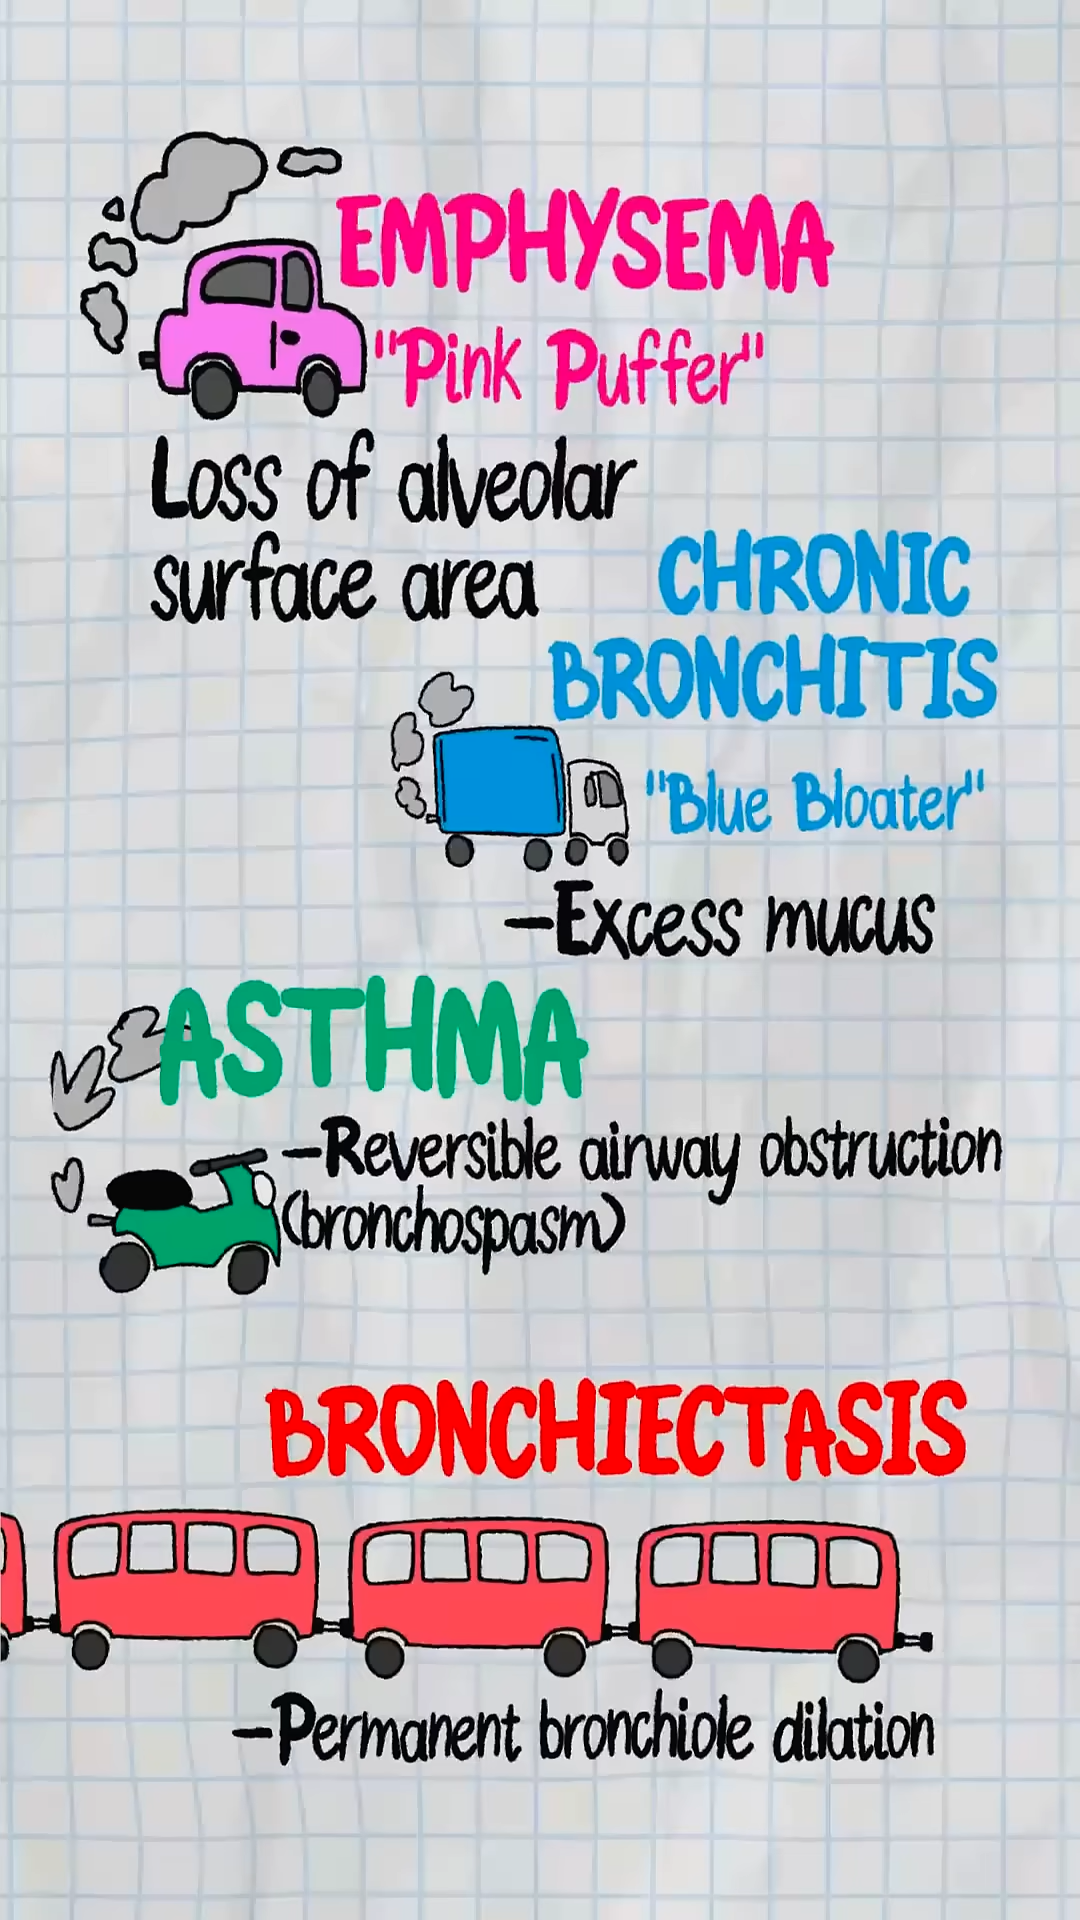 EMPHYSEMA
"Pink Puffer"
Loss of alveolar
surface area
CHRONIC
BRONCHITIS
"Blue Bloater"
-Excess mucus
ASTHMA
-Reversible airway obstruction
(bronchospasm)
BRONCHIECTASIS
-Permanent bronchiole dilation